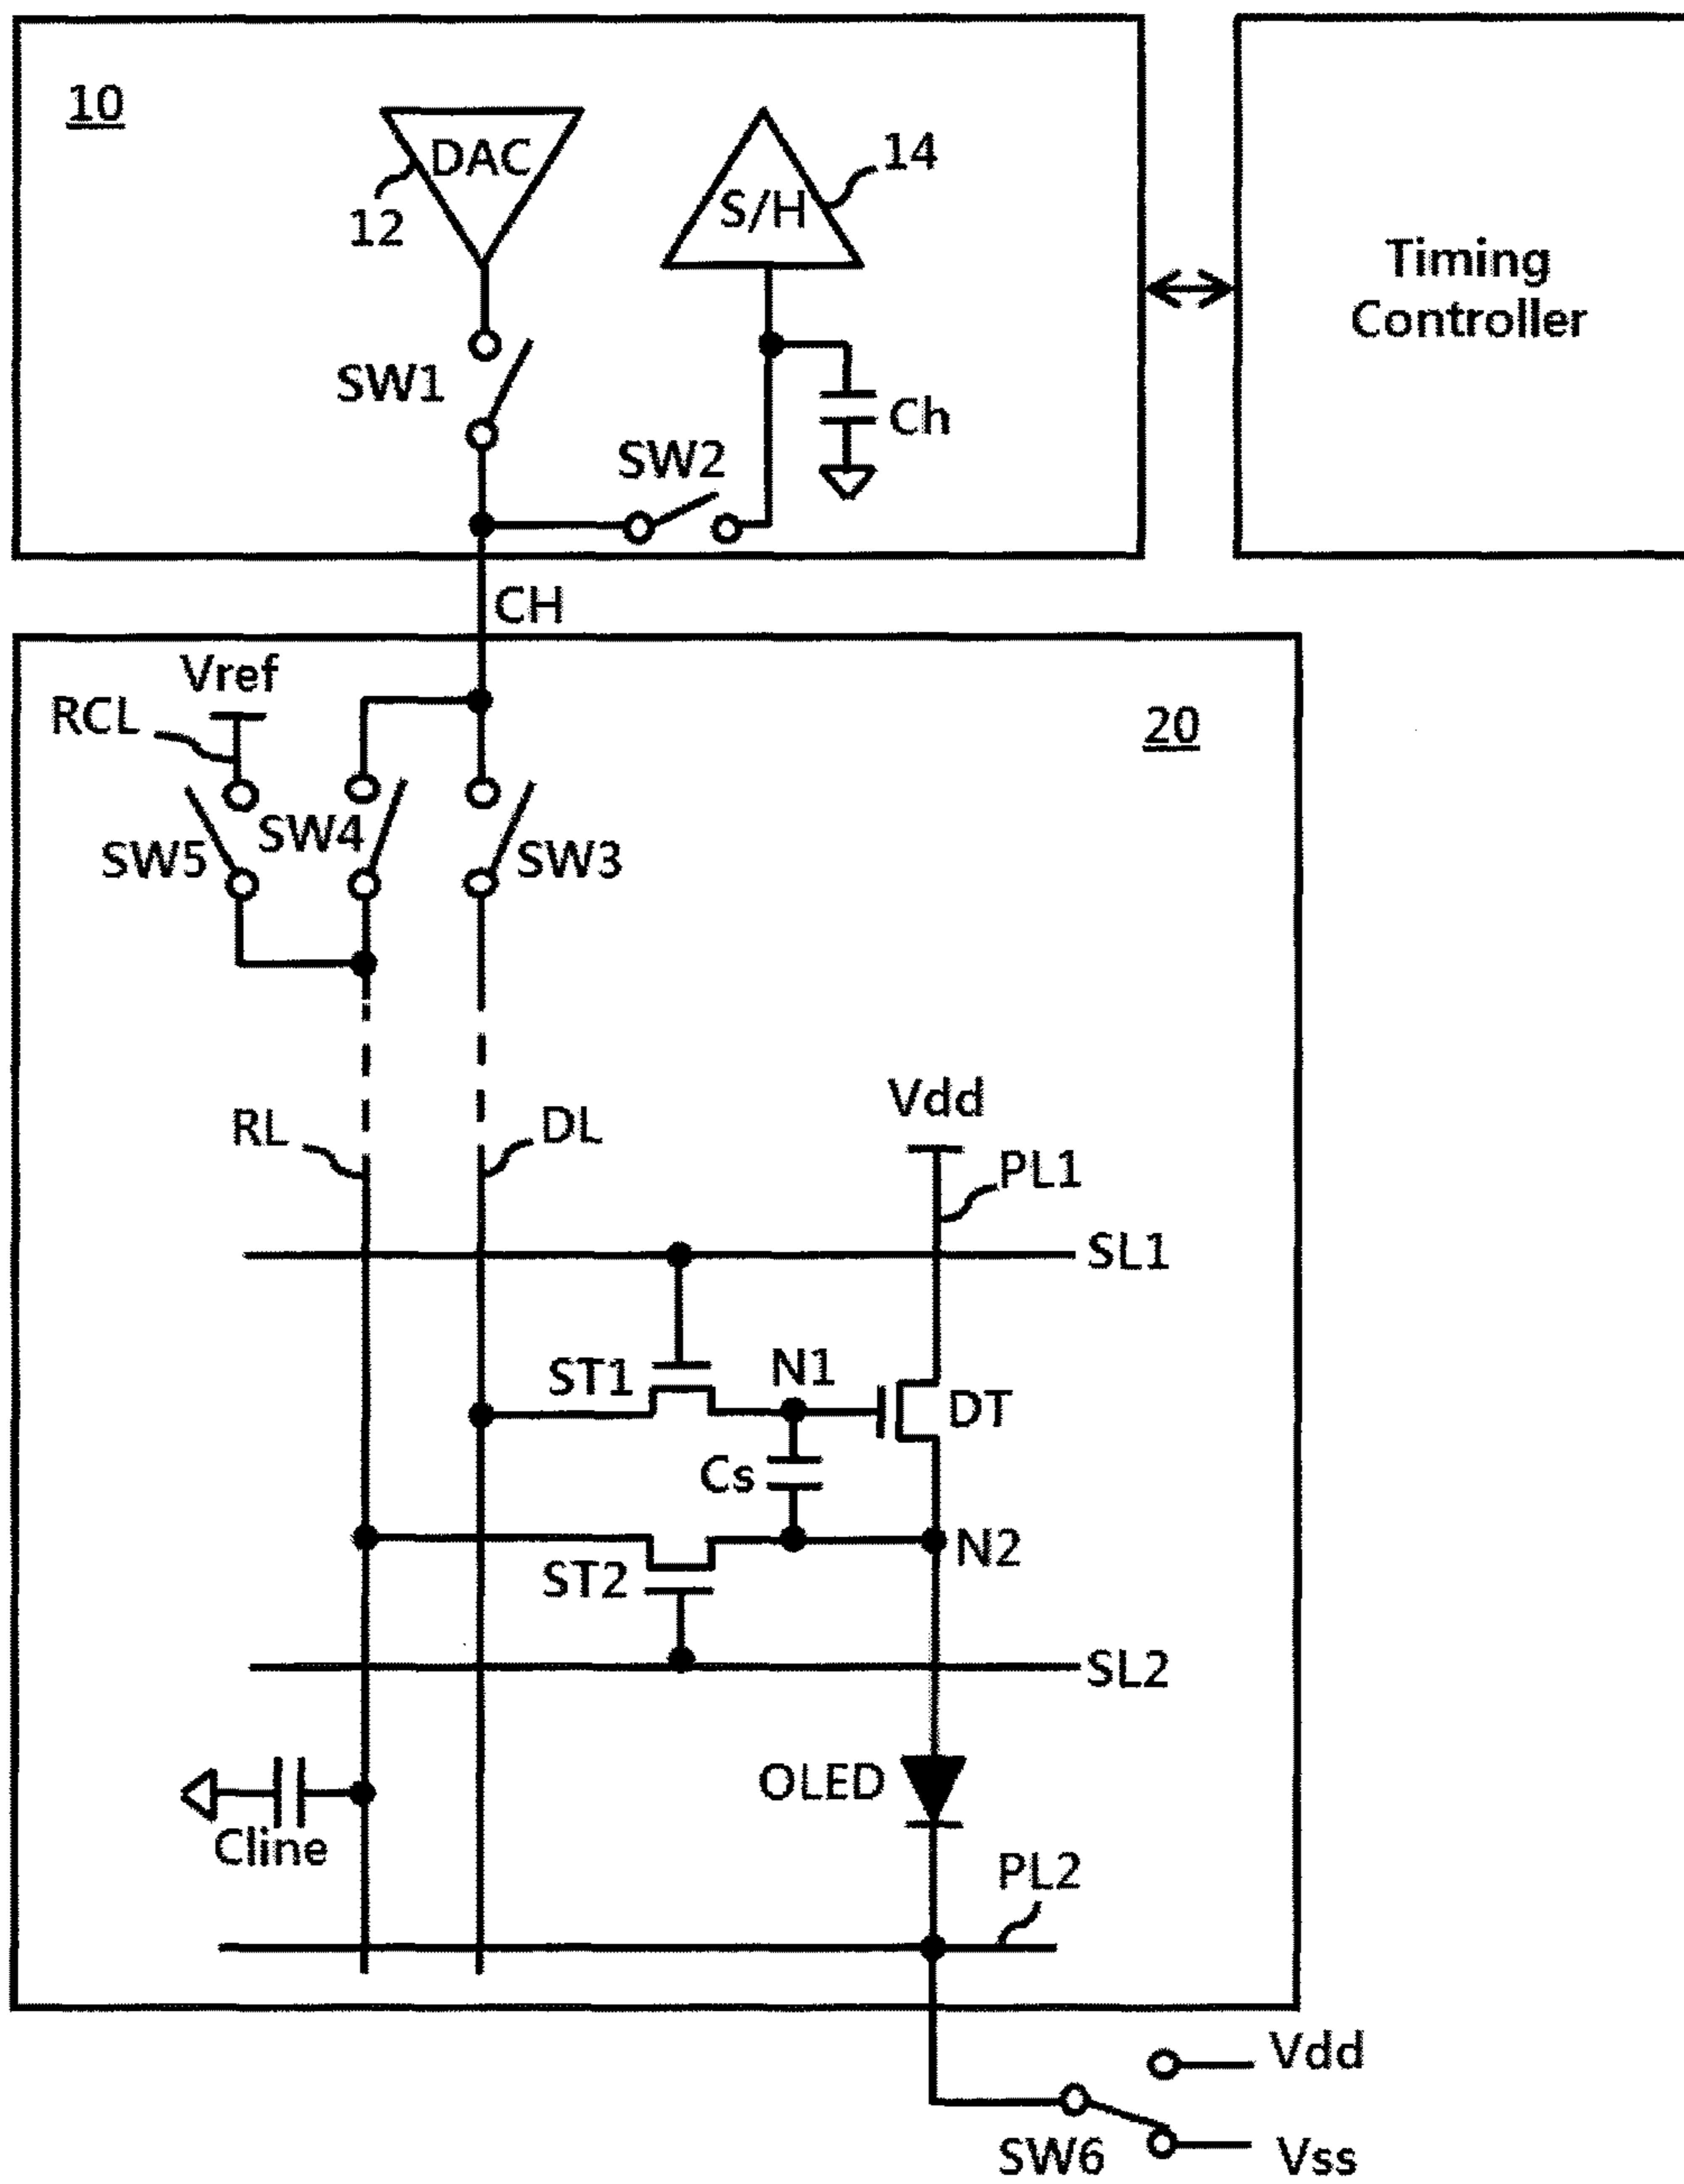 10
DAC
12
S/H
14
Timing
Controller
SW1
Ch
SW2
CH
Vref
RCL
20
SW5
SW4
SW3
RL
DL
Vdd
PL1
SL1
ST1
N1
DT
Cs
ST2
N2
SL2
OLED
Cline
PL2
Vdd
SW6
Vss